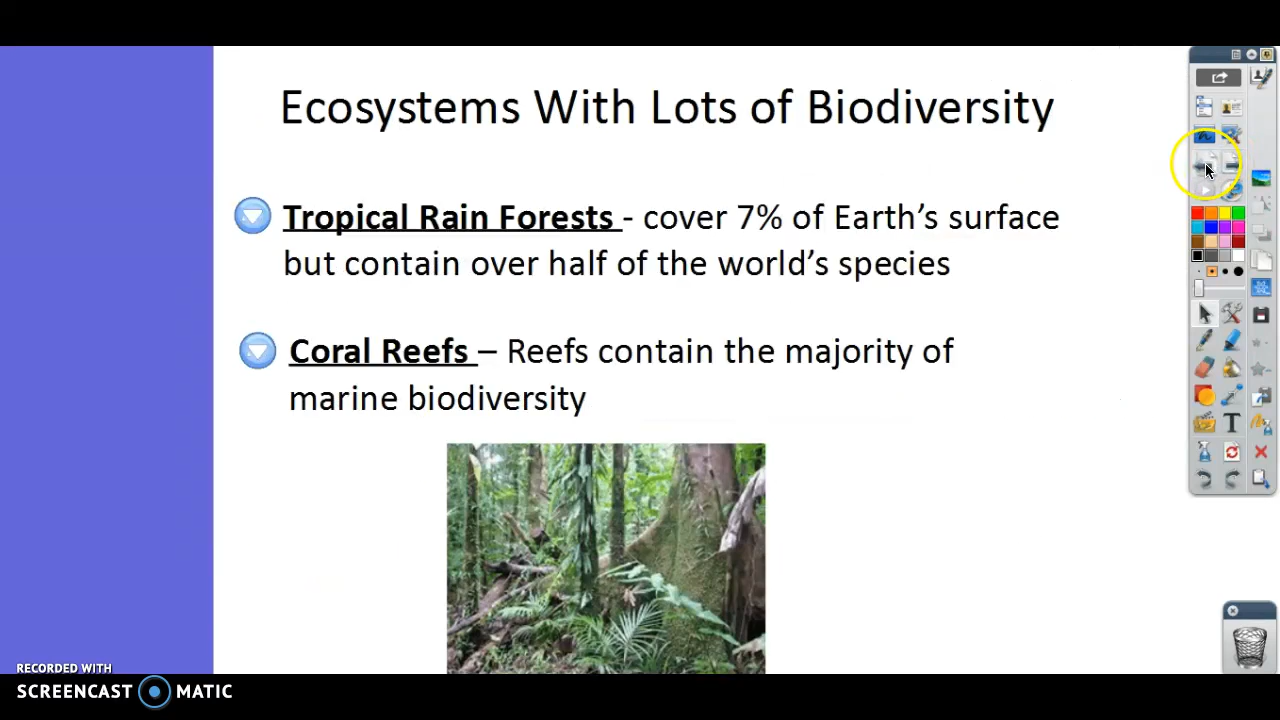 Ecosystems With Lots of Biodiversity
Tropical Rain Forests - cover 7% of Earth's surface
but contain over half of the world's species
Coral Reefs – Reefs contain the majority of
marine biodiversity
RECORDED WITH
SCREENCAST MATIC